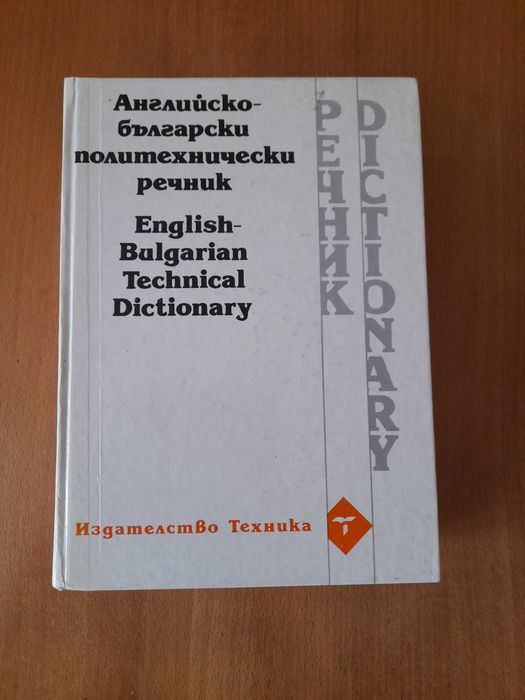 Английско-
български
политехнически
речник
English-
Bulgarian
Technical
Dictionary
РЕЧНИК
DICTIONARY
Издателство Техника